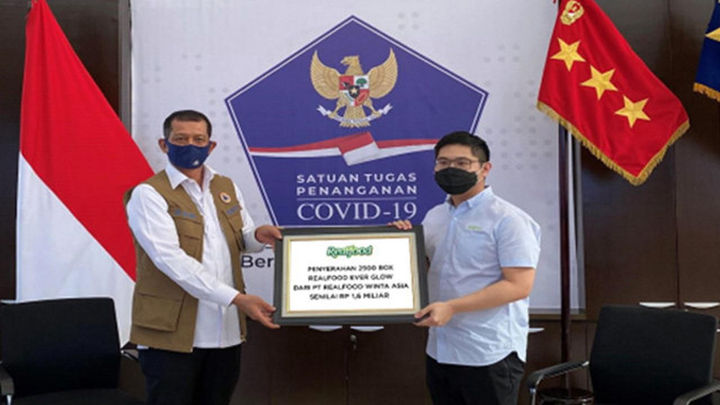 SATUAN TUGAS
PENANGANAN
COVID-19
Ber
Realfood
PENYERAHAN 2500 BOX
REALFOOD EVER GLOW
DARI PT REALFOOD WINTA ASIA
SENILAI RP 1,6 MILIAR